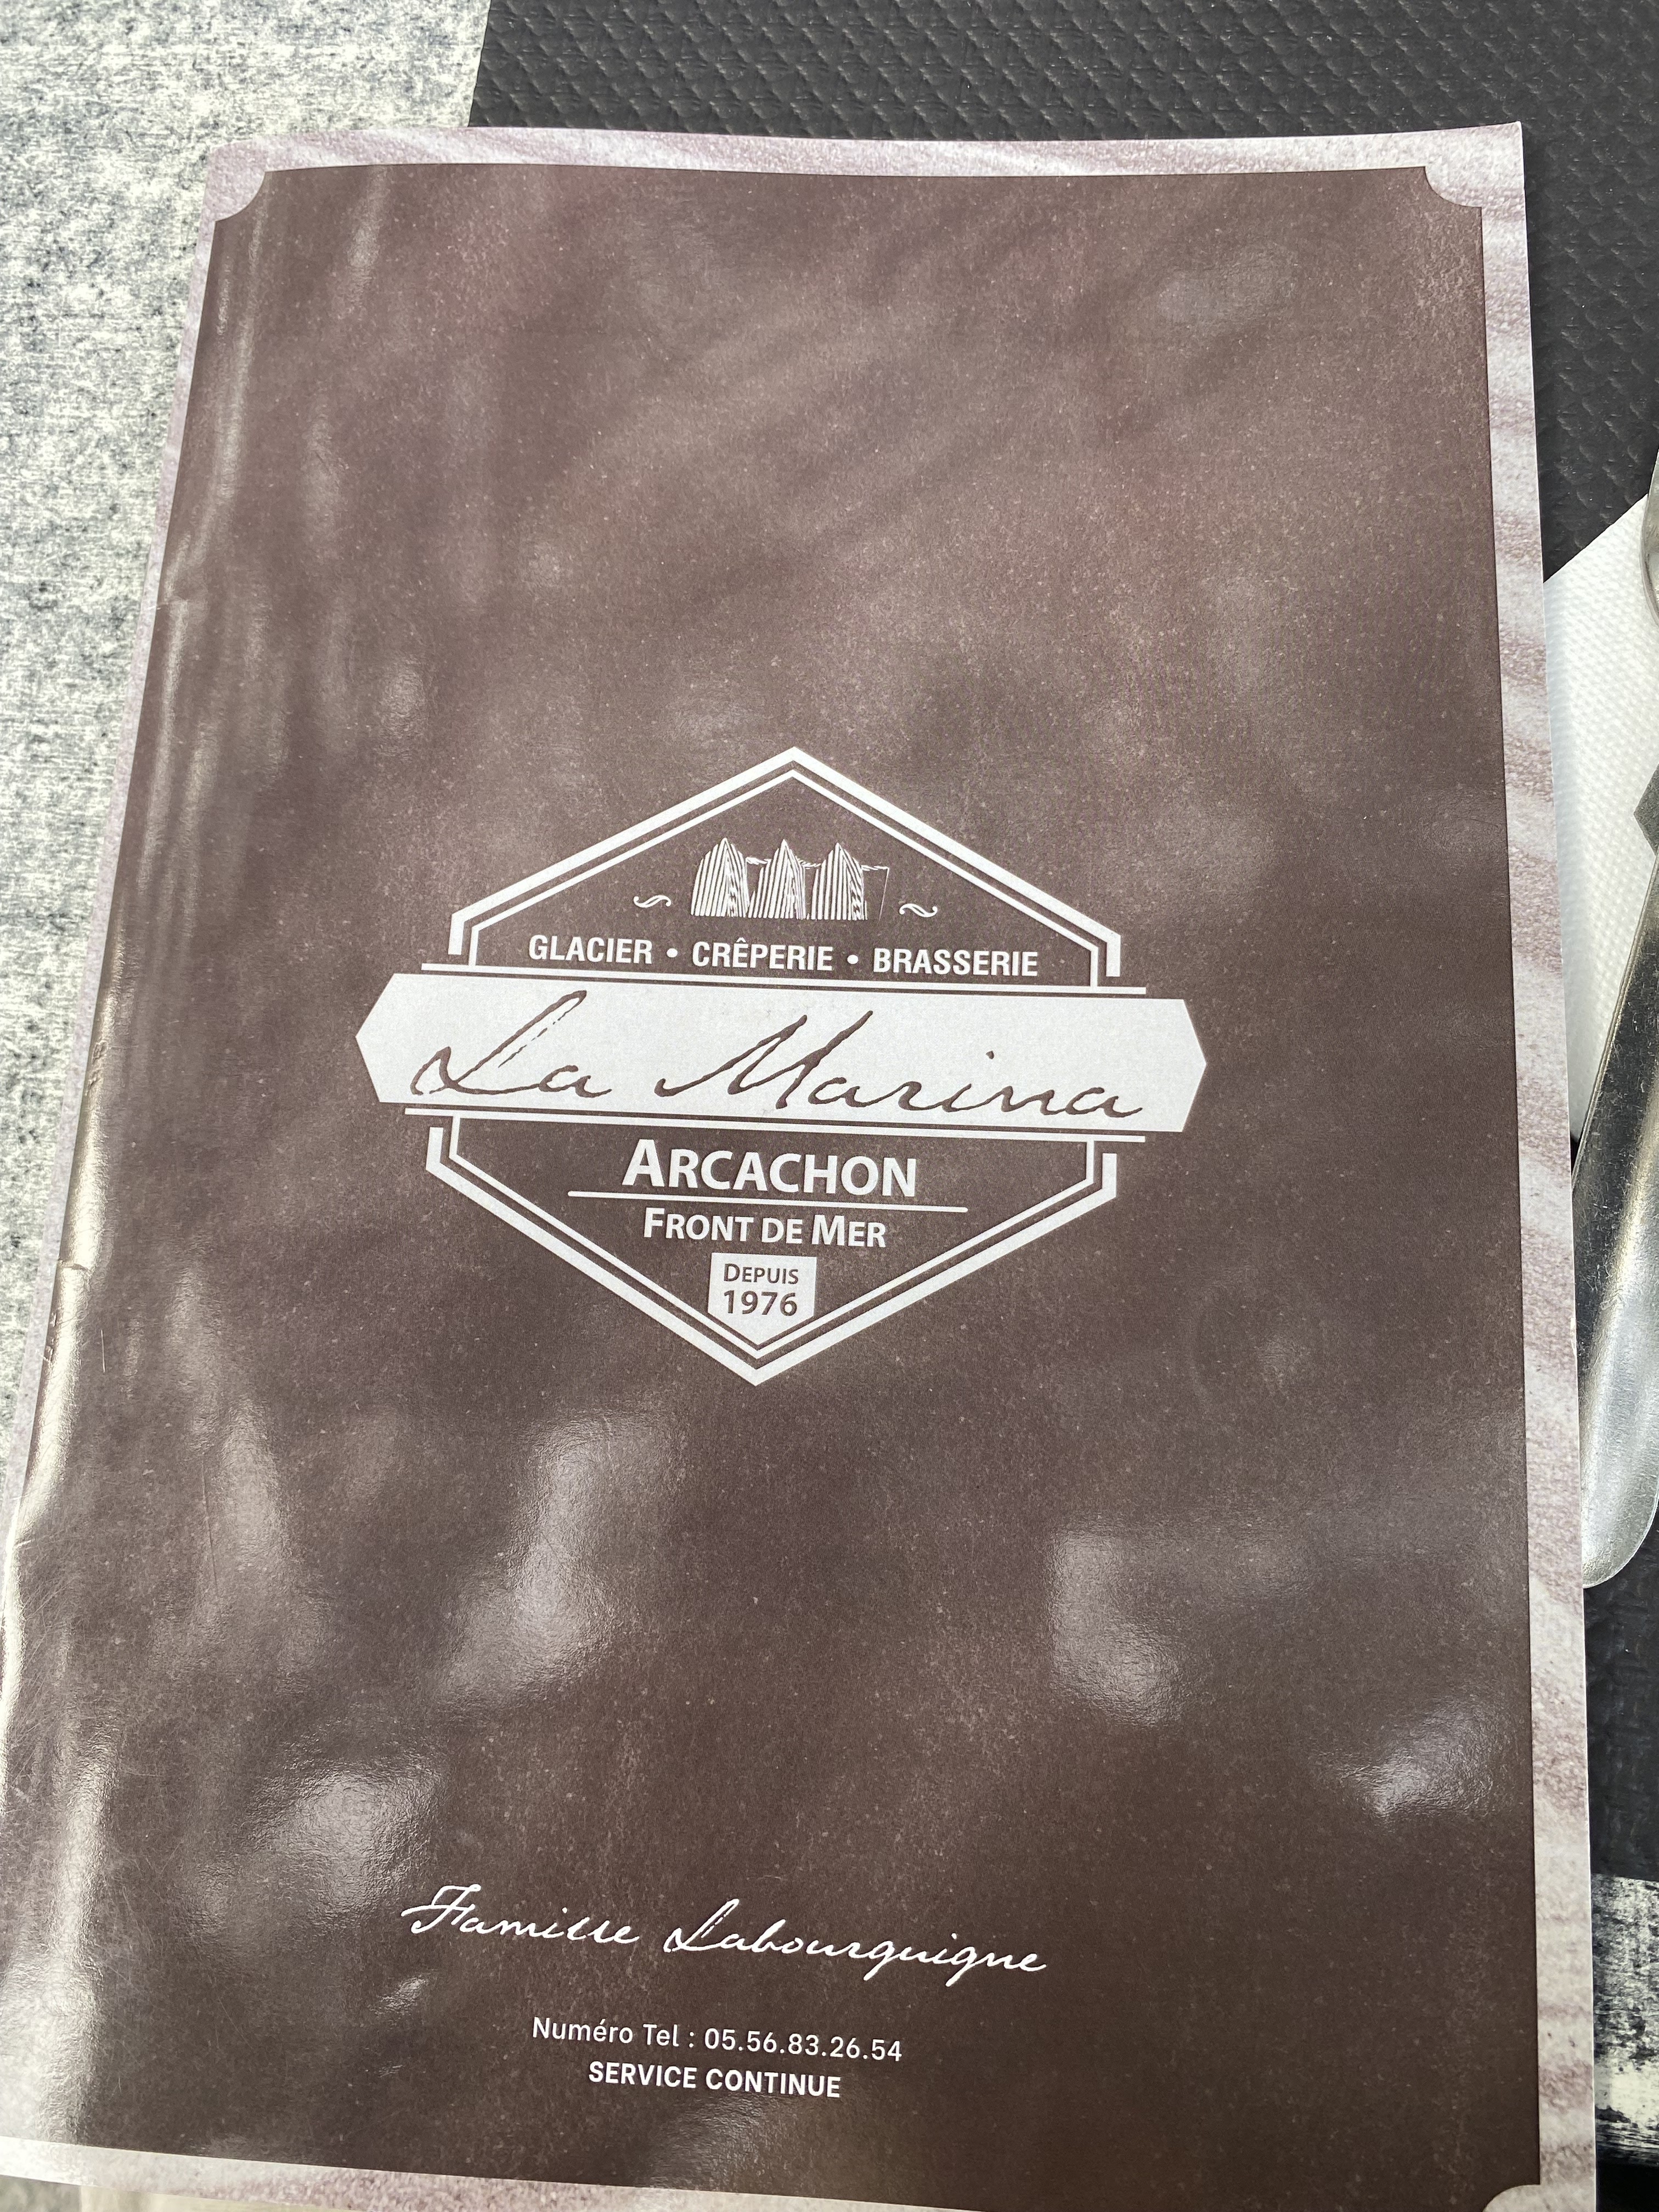 GLACIER • CRÊPERIE • BRASSERIE
La Marina
ARCACHON
FRONT DE MER
DEPUIS
1976
Famille Labourguigne
Numéro Tel : 05.56.83.26.54
SERVICE CONTINUE